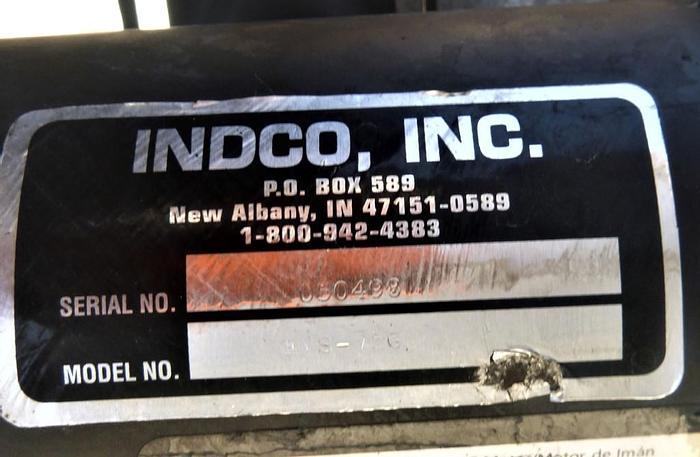 INDCO, INC.
P.O. BOX 589
New Albany, IN 47151-0589
1-800-942-4383
SERIAL NO.
MODEL NO.
de Imán